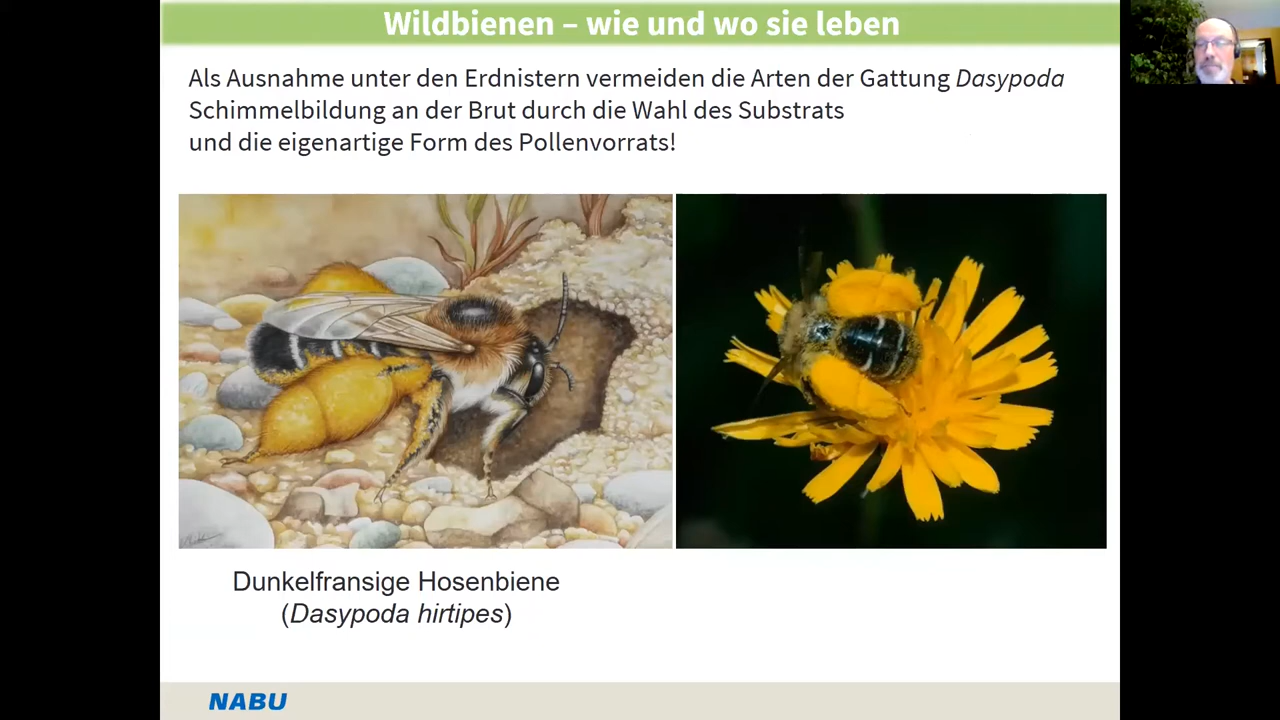 Wildbienen – wie und wo sie leben
Als Ausnahme unter den Erdnistern vermeiden die Arten der Gattung Dasypoda
Schimmelbildung an der Brut durch die Wahl des Substrats
und die eigenartige Form des Pollenvorrats!
Dunkelfransige Hosenbiene
(Dasypoda hirtipes)
NABU